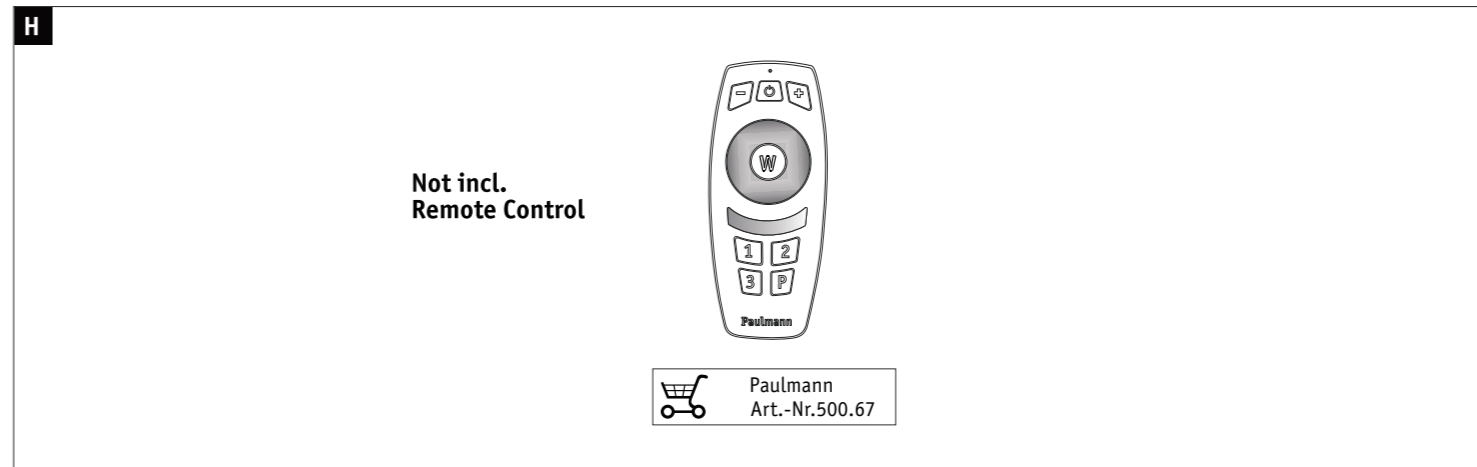 H
Not incl.
Remote Control
− +
W
1 2
3 P
Paulmann
Paulmann
Art.-Nr.500.67